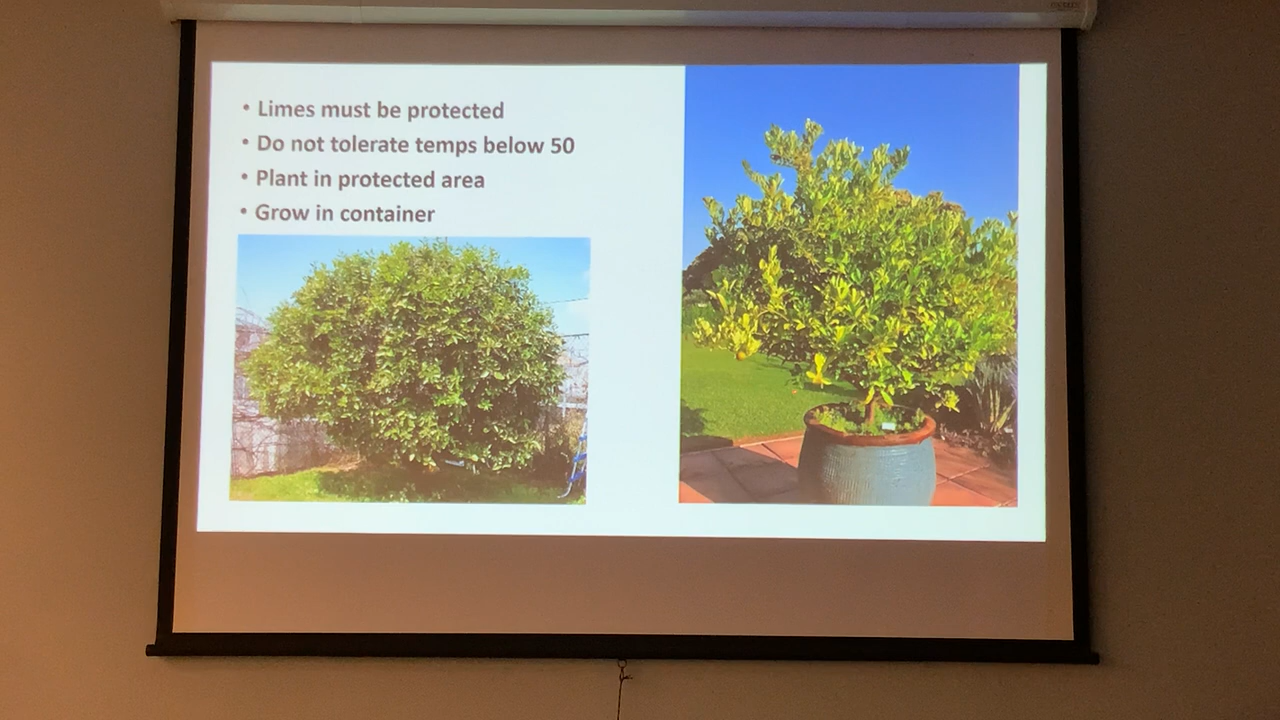 • Limes must be protected
• Do not tolerate temps below 50
• Plant in protected area
• Grow in container